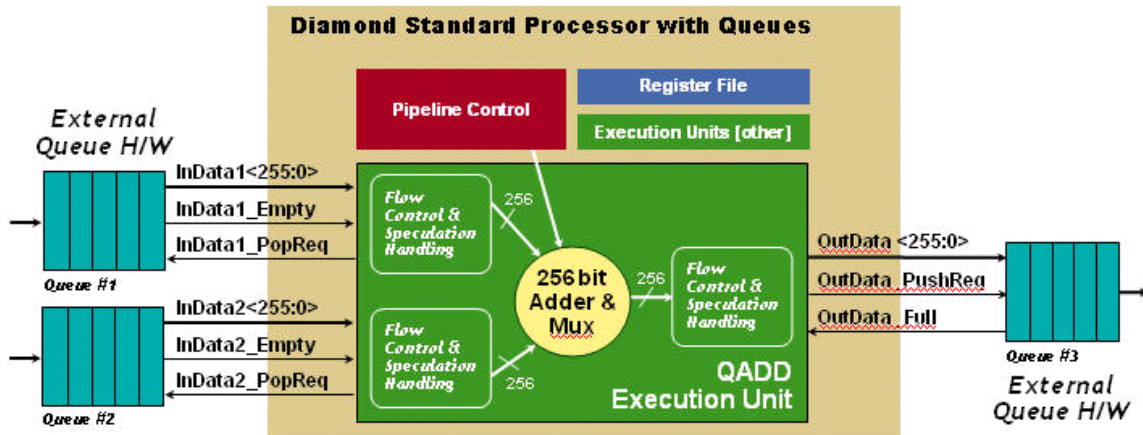 Diamond Standard Processor with Queues
Pipeline Control
Register File
Execution Units [other]
External
Queue H/W
InData1<255:0>
InData1_Empty
InData1_PopReq
Queue #1
InData2<255:0>
InData2_Empty
InData2_PopReq
Queue #2
Flow
Control &
Speculation
Handling
256
Flow
Control &
Speculation
Handling
256
256 bit
Adder &
Mux
256
Flow
Control &
Speculation
Handling
QADD
Execution Unit
OutData <255:0>
OutData_PushReq
OutData_Full
Queue #3
External
Queue H/W